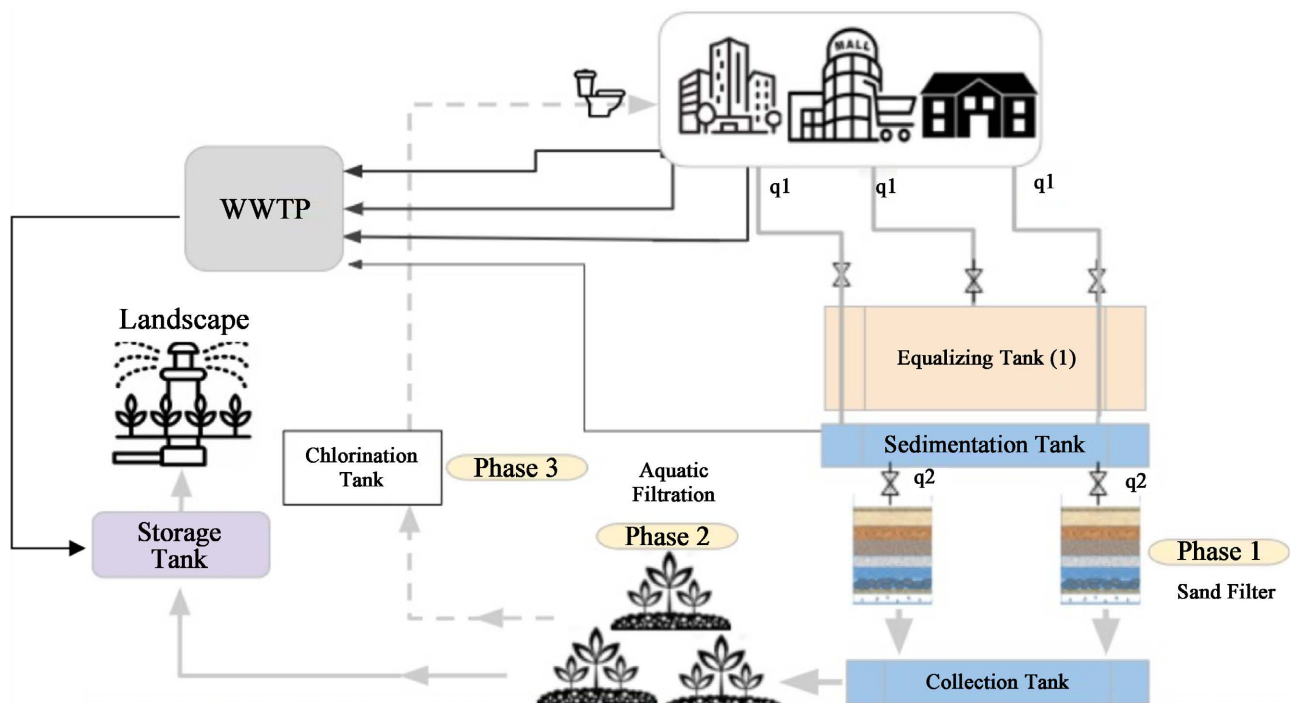 MALL
q1
q1
q1
WWTP
Landscape
Equalizing Tank (1)
Sedimentation Tank
q2
q2
Chlorination
Tank
Phase 3
Aquatic
Filtration
Phase 2
Phase 1
Sand Filter
Storage
Tank
Collection Tank